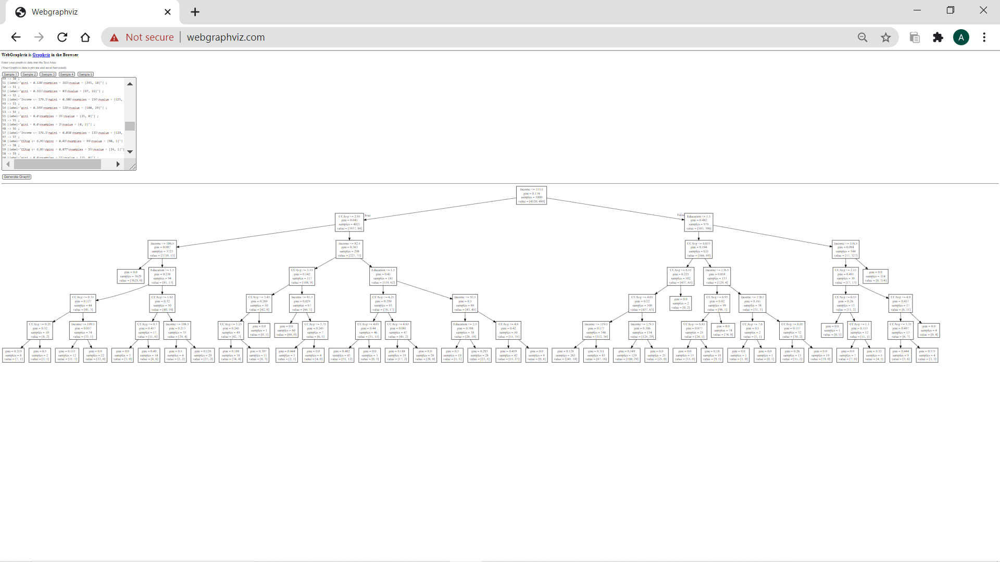 Webgraphviz
Not secure
webgraphviz.com
A
WebGraphviz is Graphviz in the Browser
Enter your graphviz data into the Text Area:
(Your Graphviz data is private and never harvested)
Sample 1 Sample 2 Sample 3 Sample 4 Sample 5
49 -> 50 ;
51 [label="gini = 0.128\nsamples = 263\nvalue = [245, 18]"] ;
50 -> 51 ;
52 [label="gini = 0.311\nsamples = 83\nvalue = [67, 16]"] ;
50 -> 52 ;
53 [label="Income <= 179.5\ngini = 0.306\nsamples = 154\nvalue = [125,
49 -> 53 ;
54 [label="gini = 0.349\nsamples = 129\nvalue = [100, 29]"] ;
53 -> 54 ;
55 [label="gini = 0.0\nsamples = 25\nvalue = [25, 0]"] ;
53 -> 55 ;
56 [label="gini = 0.0\nsamples = 2\nvalue = [0, 2]"] ;
48 -> 56 ;
57 [label="Income <= 176.5\ngini = 0.058\nsamples = 133\nvalue = [129,
47 -> 57 ;
58 [label="CCAvg <= 6.95\ngini = 0.02\nsamples = 99\nvalue = [98, 1]"]
57 -> 58 ;
59 [label="CCAvg <= 6.85\ngini = 0.077\nsamples = 25\nvalue = [24, 1]"]
58 -> 59 ;
60 [label="gini = 0.0\nsamples = 15\nvalue = [15, 0]"] ;
Generate Graph!
Income <= 113.5
gini = 0.174
samples = 5000
value = [4520, 480]
True
False
CCAvg <= 2.95
gini = 0.041
samples = 4021
value = [3937, 84]
Education <= 1.5
gini = 0.482
samples = 979
value = [583, 396]
Income <= 106.5
gini = 0.007
samples = 3723
value = [3710, 13]
Income <= 82.5
gini = 0.363
samples = 298
value = [227, 71]
CCAvg <= 6.633
gini = 0.194
samples = 635
value = [566, 69]
Income <= 116.5
gini = 0.094
samples = 344
value = [17, 327]
gini = 0.0
samples = 3629
value = [3629, 0]
Education <= 1.5
gini = 0.238
samples = 94
value = [81, 13]
CCAvg <= 3.55
gini = 0.142
samples = 117
value = [108, 9]
Education <= 1.5
gini = 0.45
samples = 181
value = [119, 62]
CCAvg <= 6.55
gini = 0.225
samples = 502
value = [437, 65]
Income <= 176.5
gini = 0.058
samples = 133
value = [129, 4]
CCAvg <= 2.15
gini = 0.491
samples = 30
value = [17, 13]
gini = 0.0
samples = 314
value = [0, 314]
CCAvg <= 0.35
gini = 0.127
samples = 44
value = [41, 3]
CCAvg <= 1.65
gini = 0.32
samples = 50
value = [40, 10]
CCAvg <= 3.45
gini = 0.269
samples = 50
value = [42, 8]
Income <= 81.5
gini = 0.029
samples = 67
value = [66, 1]
CCAvg <= 4.25
gini = 0.299
samples = 93
value = [76, 17]
Income <= 92.5
gini = 0.5
samples = 88
value = [43, 45]
CCAvg <= 4.05
gini = 0.22
samples = 500
value = [437, 63]
gini = 0.0
samples = 2
value = [0, 2]
CCAvg <= 6.95
gini = 0.02
samples = 99
value = [98, 1]
Income <= 178.5
gini = 0.161
samples = 34
value = [31, 3]
CCAvg <= 0.55
gini = 0.26
samples = 13
value = [11, 2]
CCAvg <= 4.0
gini = 0.457
samples = 17
value = [6, 11]
CCAvg <= 0.25
gini = 0.32
samples = 10
value = [8, 2]
Income <= 109.5
gini = 0.057
samples = 34
value = [33, 1]
CCAvg <= 0.3
gini = 0.457
samples = 17
value = [11, 6]
Income <= 108.5
gini = 0.213
samples = 33
value = [29, 4]
CCAvg <= 3.25
gini = 0.245
samples = 49
value = [42, 7]
gini = 0.0
samples = 1
value = [0, 1]
gini = 0.0
samples = 60
value = [60, 0]
CCAvg <= 3.75
gini = 0.245
samples = 7
value = [6, 1]
CCAvg <= 4.05
gini = 0.44
samples = 46
value = [31, 15]
CCAvg <= 4.65
gini = 0.081
samples = 47
value = [45, 2]
Education <= 2.5
gini = 0.388
samples = 38
value = [28, 10]
CCAvg <= 4.6
gini = 0.42
samples = 50
value = [15, 35]
Income <= 159.5
gini = 0.177
samples = 346
value = [312, 34]
Income <= 179.5
gini = 0.306
samples = 154
value = [125, 29]
CCAvg <= 6.85
gini = 0.077
samples = 25
value = [24, 1]
gini = 0.0
samples = 74
value = [74, 0]
CCAvg <= 7.6
gini = 0.5
samples = 2
value = [1, 1]
CCAvg <= 8.05
gini = 0.117
samples = 32
value = [30, 2]
gini = 0.0
samples = 1
value = [0, 1]
CCAvg <= 1.1
gini = 0.153
samples = 12
value = [11, 1]
CCAvg <= 3.35
gini = 0.497
samples = 13
value = [6, 7]
gini = 0.0
samples = 4
value = [0, 4]
gini = 0.219
samples = 8
value = [7, 1]
gini = 0.5
samples = 2
value = [1, 1]
gini = 0.153
samples = 12
value = [11, 1]
gini = 0.0
samples = 22
value = [22, 0]
gini = 0.0
samples = 3
value = [3, 0]
gini = 0.49
samples = 14
value = [8, 6]
gini = 0.5
samples = 4
value = [2, 2]
gini = 0.128
samples = 29
value = [27, 2]
gini = 0.188
samples = 38
value = [34, 4]
gini = 0.397
samples = 11
value = [8, 3]
gini = 0.444
samples = 3
value = [2, 1]
gini = 0.0
samples = 4
value = [4, 0]
gini = 0.402
samples = 43
value = [31, 12]
gini = 0.0
samples = 3
value = [0, 3]
gini = 0.188
samples = 19
value = [17, 2]
gini = 0.0
samples = 28
value = [28, 0]
gini = 0.5
samples = 10
value = [5, 5]
gini = 0.293
samples = 28
value = [23, 5]
gini = 0.459
samples = 42
value = [15, 27]
gini = 0.0
samples = 8
value = [0, 8]
gini = 0.128
samples = 263
value = [245, 18]
gini = 0.311
samples = 83
value = [67, 16]
gini = 0.349
samples = 129
value = [100, 29]
gini = 0.0
samples = 25
value = [25, 0]
gini = 0.0
samples = 15
value = [15, 0]
gini = 0.18
samples = 10
value = [9, 1]
gini = 0.0
samples = 1
value = [1, 0]
gini = 0.0
samples = 1
value = [0, 1]
gini = 0.26
samples = 13
value = [11, 2]
gini = 0.0
samples = 19
value = [19, 0]
gini = 0.0
samples = 7
value = [7, 0]
gini = 0.32
samples = 5
value = [4, 1]
gini = 0.444
samples = 9
value = [3, 6]
gini = 0.375
samples = 4
value = [3, 1]